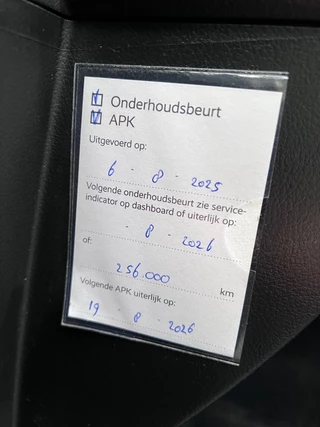 Onderhoudsbeurt
APK
Uitgevoerd op:
6 - 8 - 2025
Volgende onderhoudsbeurt zie service-
indicator op dashboard of uiterlijk op:
- 8 - 2026
of:
256.000 km
Volgende APK uiterlijk op:
19 - 8 - 2026